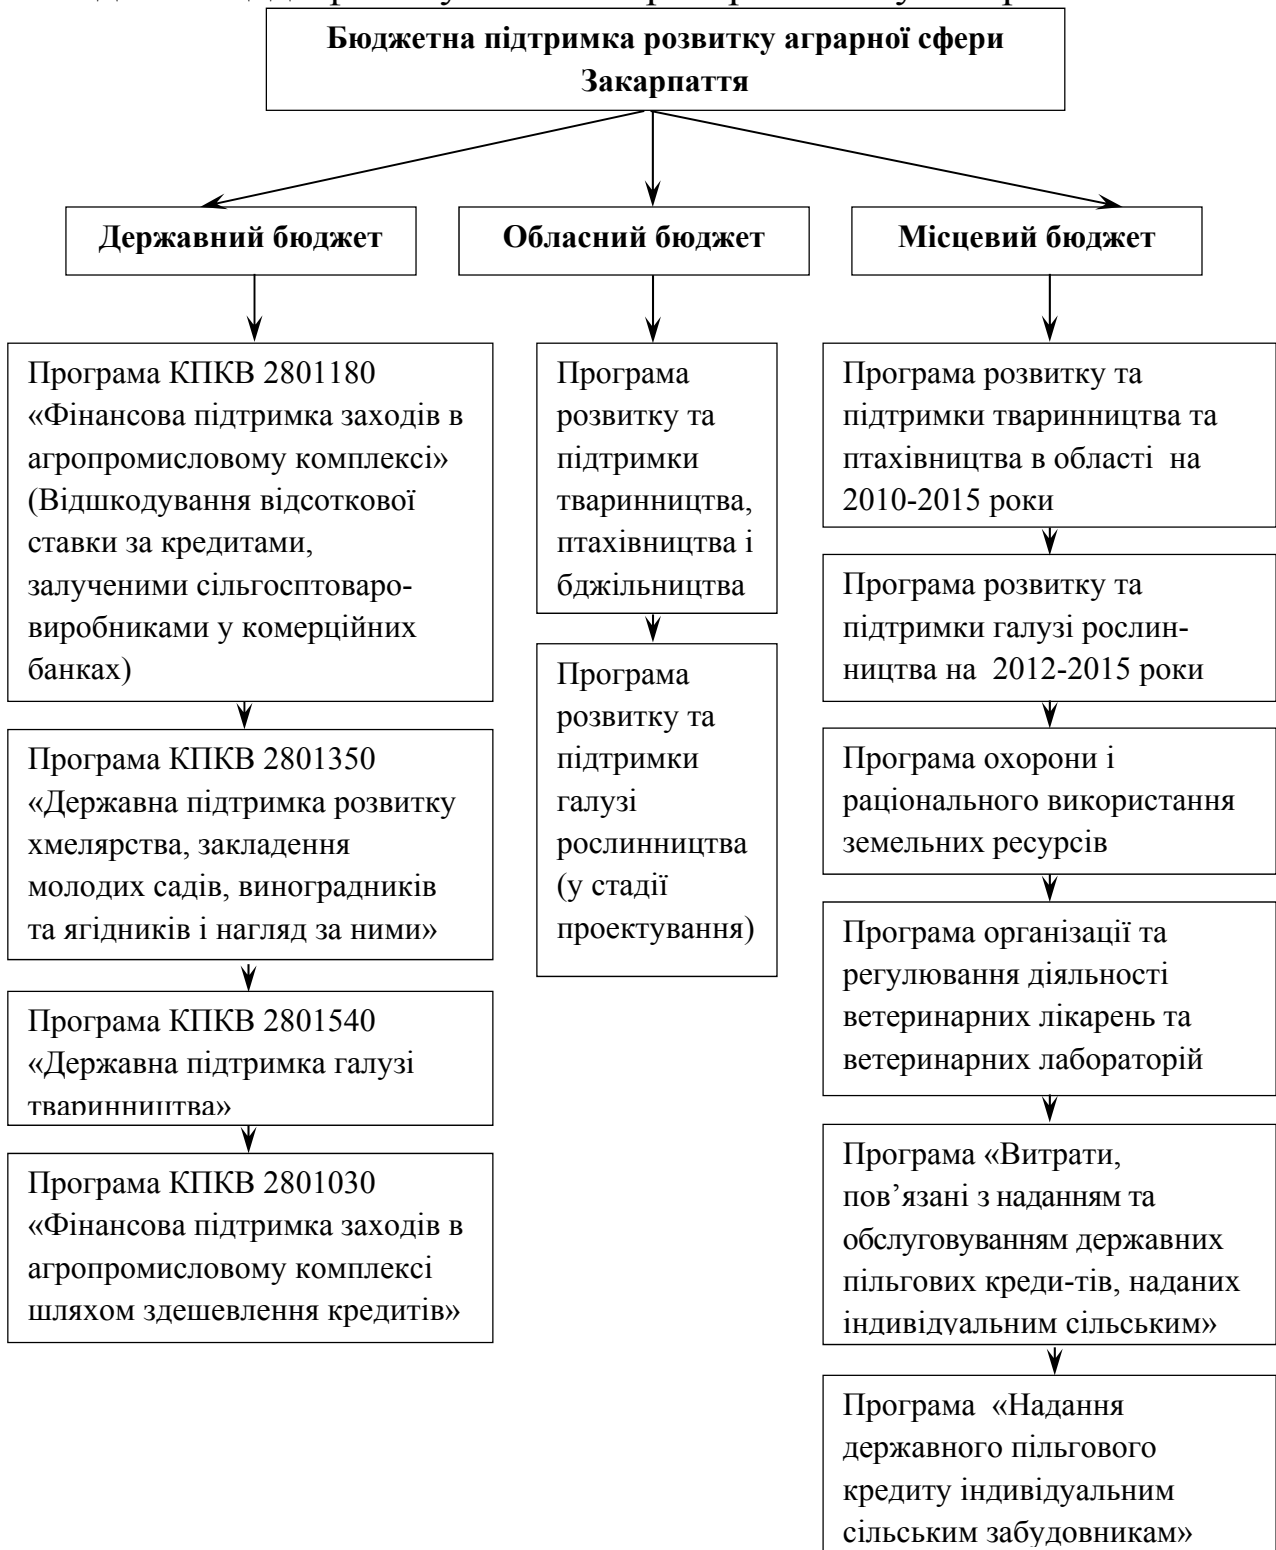 Бюджетна підтримка розвитку аграрної сфери
Закарпаття
Державний бюджет
Обласний бюджет
Місцевий бюджет
Програма КПКВ 2801180
«Фінансова підтримка заходів в
агропромисловому комплексі»
(Відшкодування відсоткової
ставки за кредитами,
залученими сільгосптоваро-
виробниками у комерційних
банках)
Програма КПКВ 2801350
«Державна підтримка розвитку
хмелярства, закладення
молодих садів, виноградників
та ягідників і нагляд за ними»
Програма КПКВ 2801540
«Державна підтримка галузі
тваринництва»
Програма КПКВ 2801030
«Фінансова підтримка заходів в
агропромисловому комплексі
шляхом здешевлення кредитів»
Програма
розвитку та
підтримки
тваринництва,
птахівництва і
бджільництва
Програма
розвитку та
підтримки
галузі
рослинництва
(у стадії
проектування)
Програма розвитку та
підтримки тваринництва та
птахівництва в області на
2010-2015 роки
Програма розвитку та
підтримки галузі рослин-
ництва на 2012-2015 роки
Програма охорони і
раціонального використання
земельних ресурсів
Програма організації та
регулювання діяльності
ветеринарних лікарень та
ветеринарних лабораторій
Програма «Витрати,
пов’язані з наданням та
обслуговуванням державних
пільгових креди-тів, наданих
індивідуальним сільським»
Програма «Надання
державного пільгового
кредиту індивідуальним
сільським забудовникам»